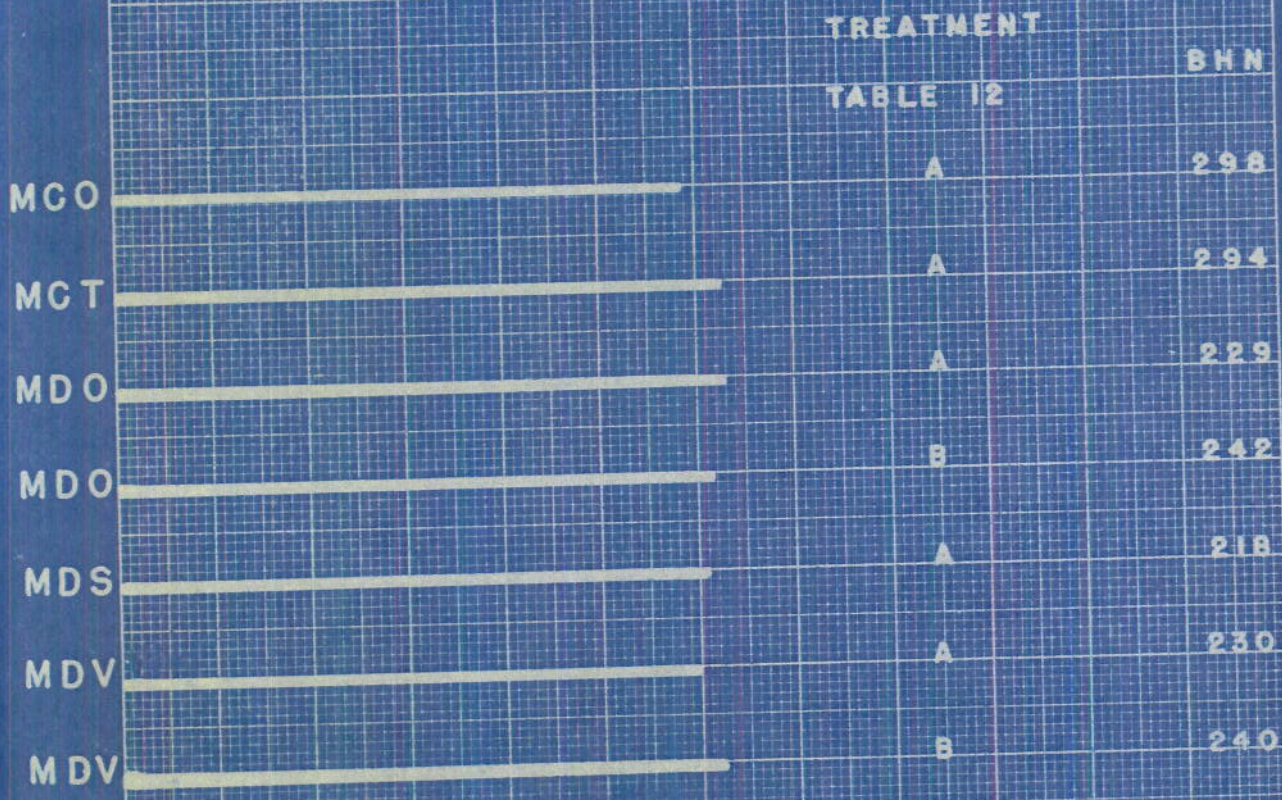 TREATMENT
BHN
TABLE 12
MCO A 298
MCT A 294
MDO A 229
MDO B 242
MDS A 218
MDV A 230
MDV B 240